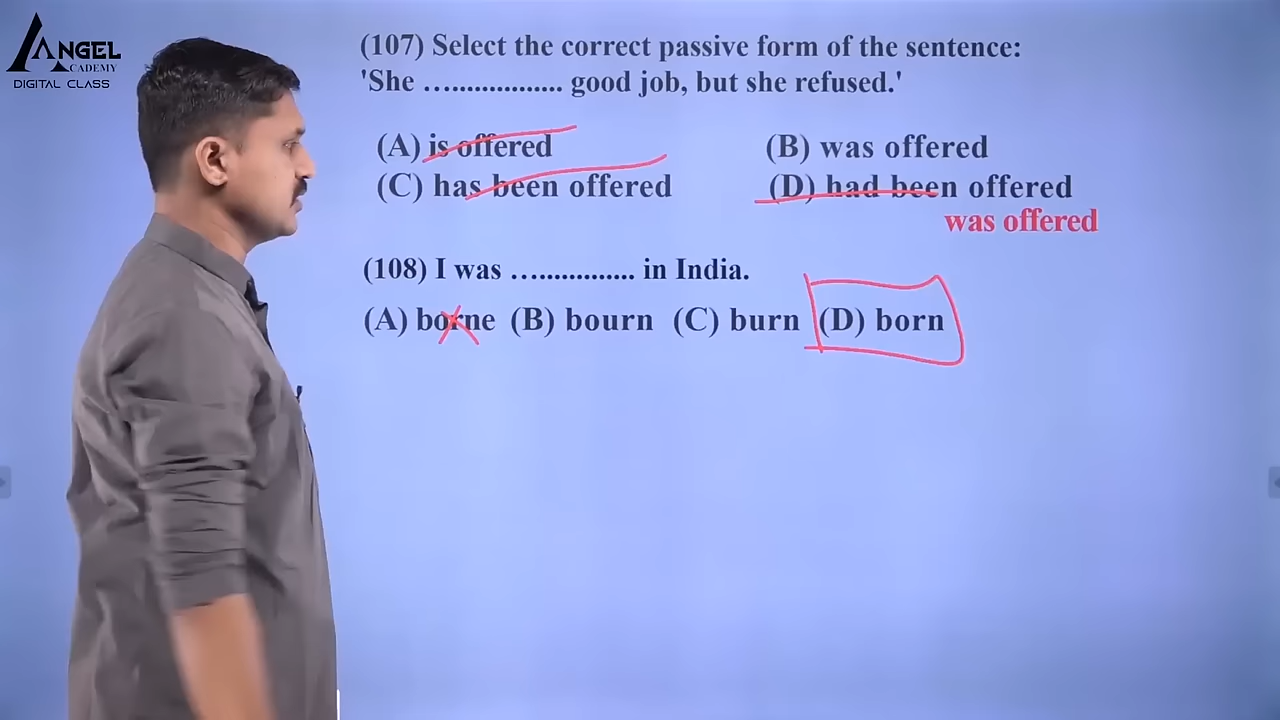 ANGEL
ACADEMY
DIGITAL CLASS
(107) Select the correct passive form of the sentence:
'She ………………. good job, but she refused.'
(A) is offered (B) was offered
(C) has been offered (D) had been offered
was offered
(108) I was …………… in India.
(A) borne (B) bourn (C) burn (D) born